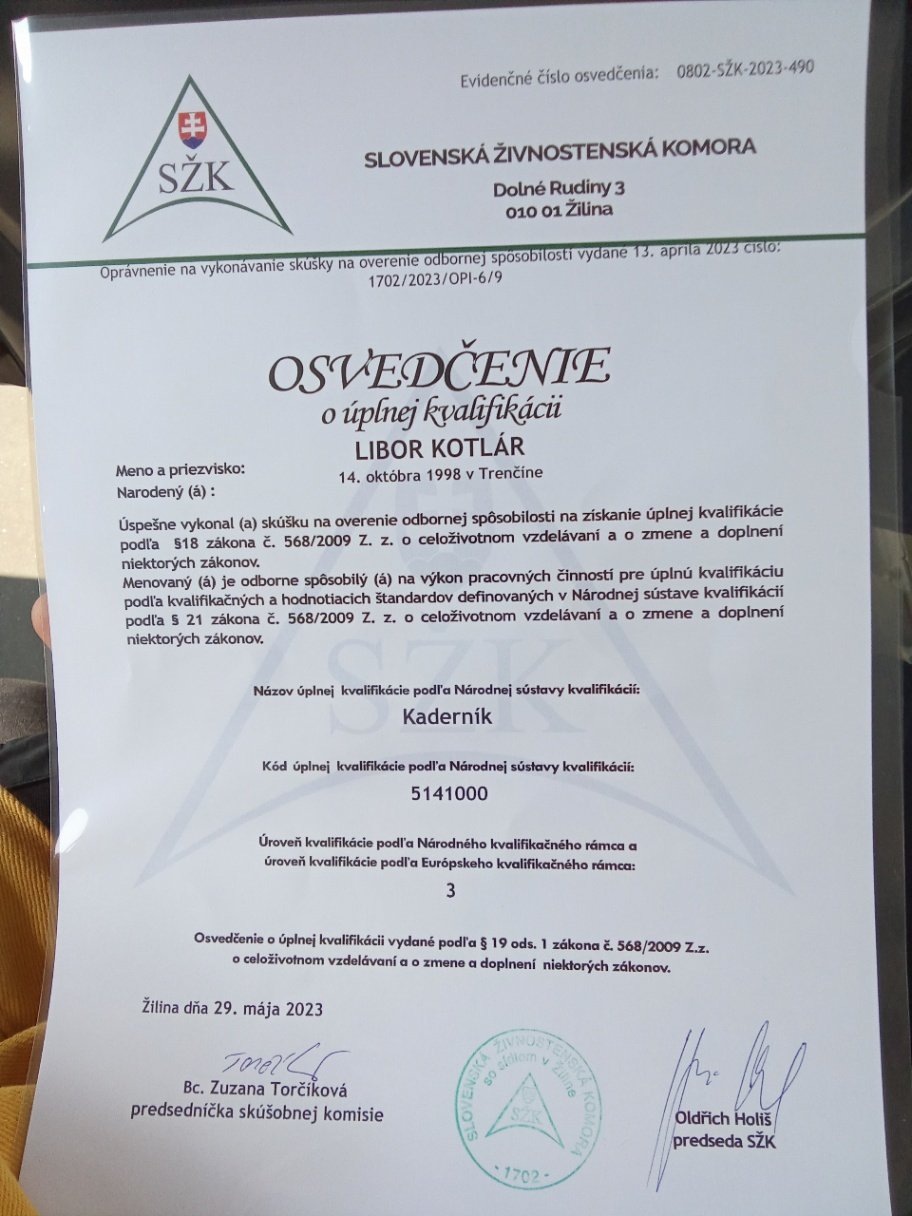 Evidenčné číslo osvedčenia: 0802-SŽK-2023-490
SŽK
SLOVENSKÁ ŽIVNOSTENSKÁ KOMORA
Dolné Rudiny 3
010 01 Žilina
Oprávnenie na vykonávanie skúšky na overenie odbornej spôsobilosti vydané 13. apríla 2023 číslo:
1702/2023/OPI-6/9
OSVEDČENIE
o úplnej kvalifikácii
LIBOR KOTLÁR
Meno a priezvisko:
14. októbra 1998 v Trenčíne
Narodený (á) :
Úspešne vykonal (a) skúšku na overenie odbornej spôsobilosti na získanie úplnej kvalifikácie
podľa §18 zákona č. 568/2009 Z. z. o celoživotnom vzdelávaní a o zmene a doplnení
niektorých zákonov.
Menovaný (á) je odborne spôsobilý (á) na výkon pracovných činností pre úplnú kvalifikáciu
podľa kvalifikačných a hodnotiacich štandardov definovaných v Národnej sústave kvalifikácií
podľa § 21 zákona č. 568/2009 Z. z. o celoživotnom vzdelávaní a o zmene a doplnení
niektorých zákonov.
SŽK
Názov úplnej kvalifikácie podľa Národnej sústavy kvalifikácií:
Kaderník
Kód úplnej kvalifikácie podľa Národnej sústavy kvalifikácií:
5141000
Úroveň kvalifikácie podľa Národného kvalifikačného rámca a
úroveň kvalifikácie podľa Európskeho kvalifikačného rámca:
3
Osvedčenie o úplnej kvalifikácii vydané podľa § 19 ods. 1 zákona č. 568/2009 Z.z.
o celoživotnom vzdelávaní a o zmene a doplnení niektorých zákonov.
Žilina dňa 29. mája 2023
Bc. Zuzana Torčíková
predsedníčka skúšobnej komisie
SLOVENSKÁ ŽIVNOSTENSKÁ KOMORA
so sídlom v Žiline
SŽK
- 1702 -
Oldřich Holiš
predseda SŽK